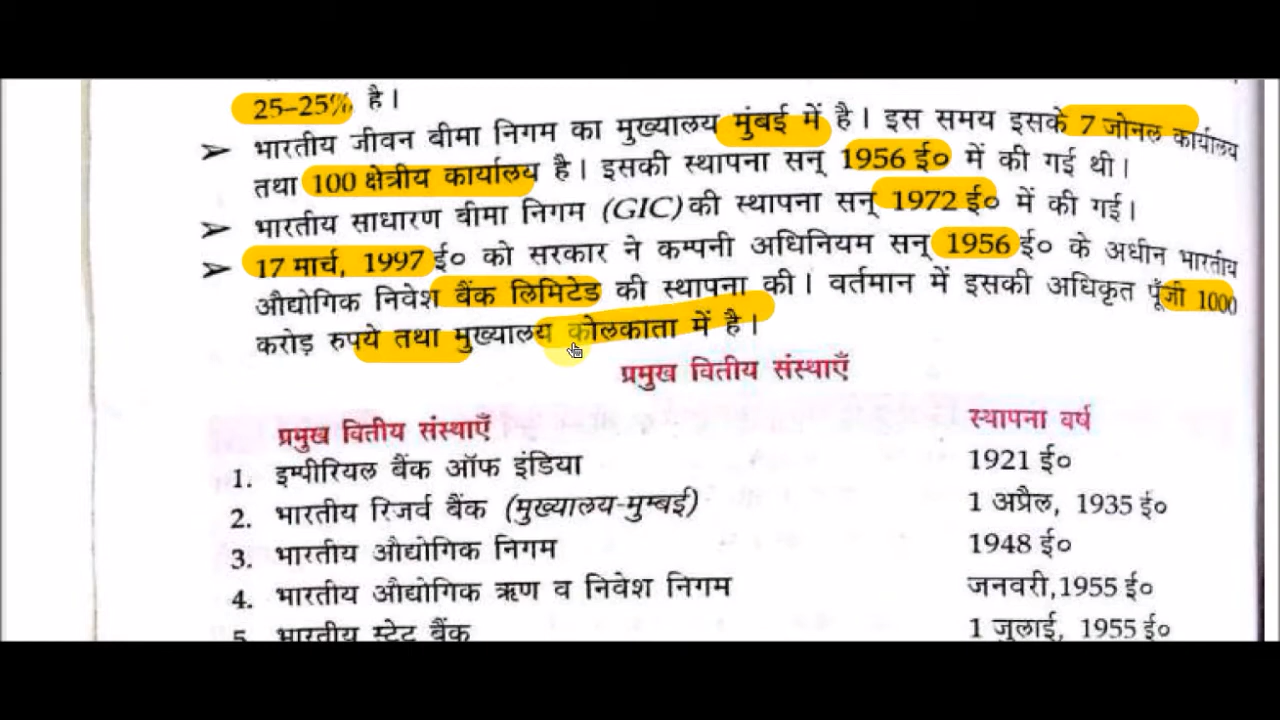 25–25% है।
➢ भारतीय जीवन बीमा निगम का मुख्यालय मुंबई में है। इस समय इसके 7 जोनल कार्यालय
तथा 100 क्षेत्रीय कार्यालय है। इसकी स्थापना सन् 1956 ई० में की गई थी।
➢ भारतीय साधारण बीमा निगम (GIC) की स्थापना सन् 1972 ई० में की गई।
➢ 17 मार्च, 1997 ई० को सरकार ने कम्पनी अधिनियम सन् 1956 ई० के अधीन भारतीय
औद्योगिक निवेश बैंक लिमिटेड की स्थापना की। वर्तमान में इसकी अधिकृत पूँजी 1000
करोड़ रुपये तथा मुख्यालय कोलकाता में है।
प्रमुख वितीय संस्थाएँ
प्रमुख वितीय संस्थाएँ स्थापना वर्ष
1. इम्पीरियल बैंक ऑफ इंडिया 1921 ई०
2. भारतीय रिजर्व बैंक (मुख्यालय-मुम्बई) 1 अप्रैल, 1935 ई०
3. भारतीय औद्योगिक निगम 1948 ई०
4. भारतीय औद्योगिक ऋण व निवेश निगम जनवरी,1955 ई०
5. भारतीय स्टेट बैंक 1 जुलाई, 1955 ई०